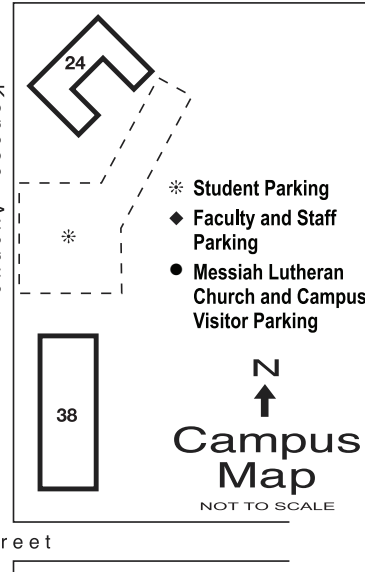 24
Student Parking
Faculty and Staff
Parking
Messiah Lutheran
Church and Campus
Visitor Parking
38
N
Campus
Map
NOT TO SCALE
reet